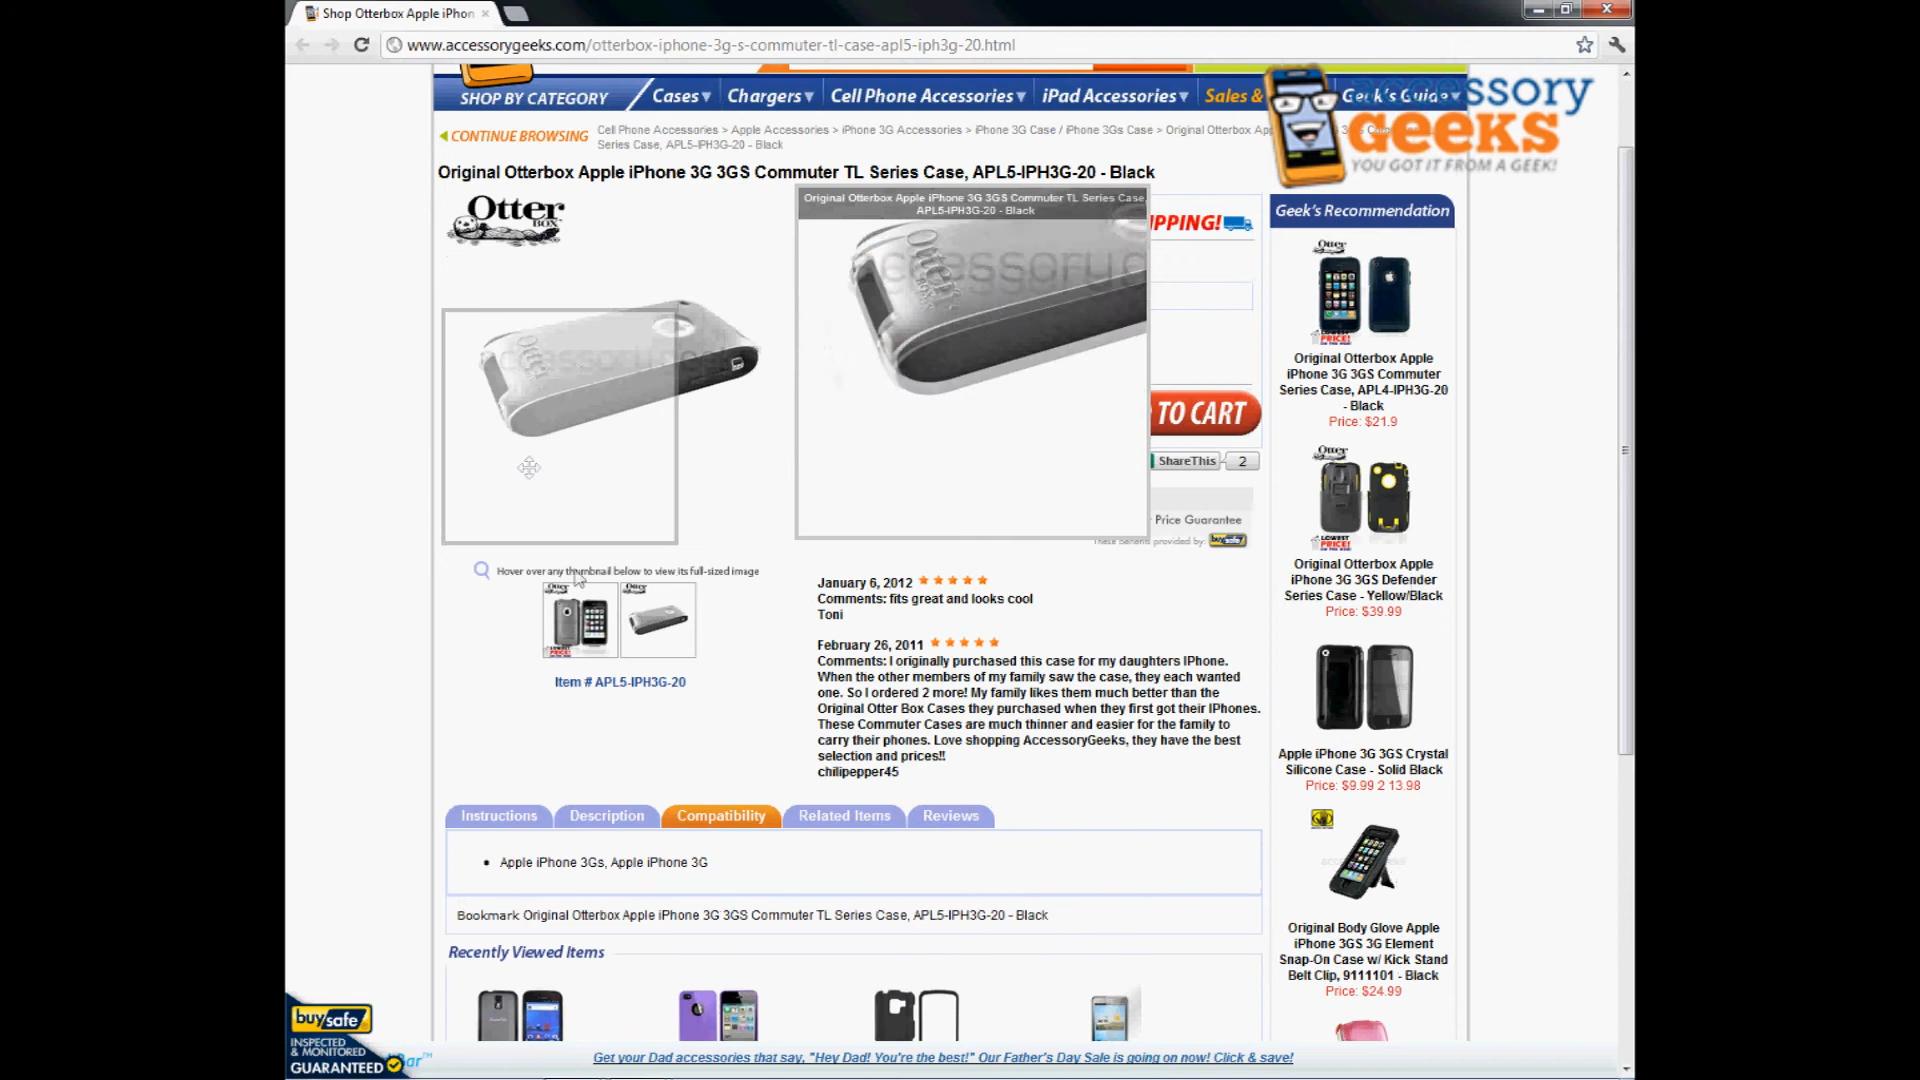 Shop Otterbox Apple iPhon
www.accessorygeeks.com/otterbox-iphone-3g-s-commuter-tl-case-apl5-iph3g-20.html
SHOP BY CATEGORY
Cases
Chargers
Cell Phone Accessories
iPad Accessories
Sales &
Geek's Guide
accessory
GEEKS
YOU GOT IT FROM A GEEK!
CONTINUE BROWSING
Cell Phone Accessories > Apple Accessories > iPhone 3G Accessories > iPhone 3G Case / iPhone 3Gs Case > Original Otterbox
Series Case, APL5-IPH3G-20 - Black
Original Otterbox Apple iPhone 3G 3GS Commuter TL Series Case, APL5-IPH3G-20 - Black
Otter
BOX
Original Otterbox Apple iPhone 3G 3GS Commuter TL Series Case,
APL5-IPH3G-20 - Black
IPPING!
TO CART
ShareThis
2
Price Guarantee
These benefits provided by: buySafe
Hover over any thumbnail below to view its full-sized image
Item # APL5-IPH3G-20
January 6, 2012
Comments: fits great and looks cool
Toni
February 26, 2011
Comments: I originally purchased this case for my daughters IPhone.
When the other members of my family saw the case, they each wanted
one. So I ordered 2 more! My family likes them much better than the
Original Otter Box Cases they purchased when they first got their IPhones.
These Commuter Cases are much thinner and easier for the family to
carry their phones. Love shopping AccessoryGeeks, they have the best
selection and prices!!
chilipepper45
Instructions
Description
Compatibility
Related Items
Reviews
Apple iPhone 3Gs, Apple iPhone 3G
Bookmark Original Otterbox Apple iPhone 3G 3GS Commuter TL Series Case, APL5-IPH3G-20 - Black
Recently Viewed Items
Geek's Recommendation
Otter
LOWEST
PRICE!
Original Otterbox Apple
iPhone 3G 3GS Commuter
Series Case, APL4-IPH3G-20
- Black
Price: $21.9
Otter
LOWEST
PRICE!
Original Otterbox Apple
iPhone 3G 3GS Defender
Series Case - Yellow/Black
Price: $39.99
Apple iPhone 3G 3GS Crystal
Silicone Case - Solid Black
Price: $9.99 2 13.98
Original Body Glove Apple
iPhone 3GS 3G Element
Snap-On Case w/ Kick Stand
Belt Clip, 9111101 - Black
Price: $24.99
buySafe
INSPECTED
& MONITORED
GUARANTEED
Bar™
Get your Dad accessories that say, "Hey Dad! You're the best!" Our Father's Day Sale is going on now! Click & save!